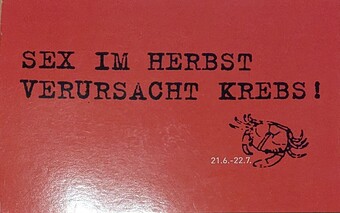 SEX IM HERBST
VERURSACHT KREBS!
21.6.-22.7.